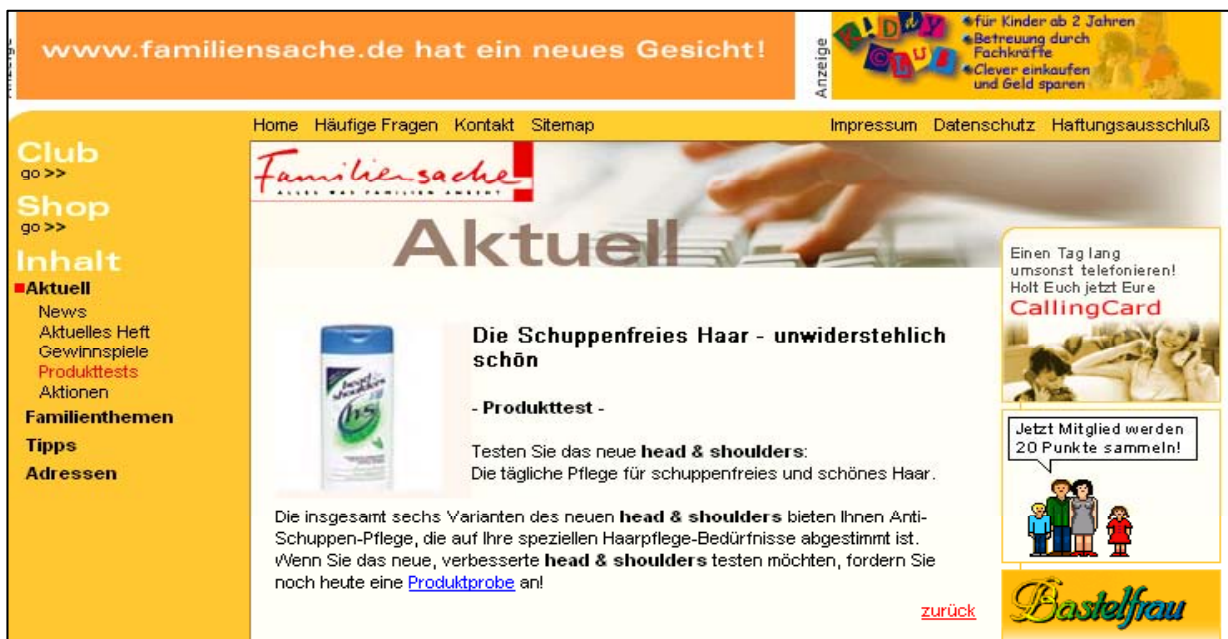 Anzeige
www.familiensache.de hat ein neues Gesicht!
Anzeige
KIDDY CLUB
für Kinder ab 2 Jahren
Betreuung durch
Fachkräfte
Clever einkaufen
und Geld sparen
Home Häufige Fragen Kontakt Sitemap
Impressum Datenschutz Haftungsausschluß
Club
go >>
Shop
go >>
Inhalt
Aktuell
News
Aktuelles Heft
Gewinnspiele
Produkttests
Aktionen
Familienthemen
Tipps
Adressen
Familiensache!
ALLES WAS FAMILIEN ANGEHT
Aktuell
head &
shoulders
hs
Die Schuppenfreies Haar - unwiderstehlich
schön
- Produkttest -
Testen Sie das neue head & shoulders:
Die tägliche Pflege für schuppenfreies und schönes Haar.
Die insgesamt sechs Varianten des neuen head & shoulders bieten Ihnen Anti-
Schuppen-Pflege, die auf Ihre speziellen Haarpflege-Bedürfnisse abgestimmt ist.
Wenn Sie das neue, verbesserte head & shoulders testen möchten, fordern Sie
noch heute eine Produktprobe an!
zurück
Einen Tag lang
umsonst telefonieren!
Holt Euch jetzt Eure
CallingCard
Jetzt Mitglied werden
20 Punkte sammeln!
Bastelfrau